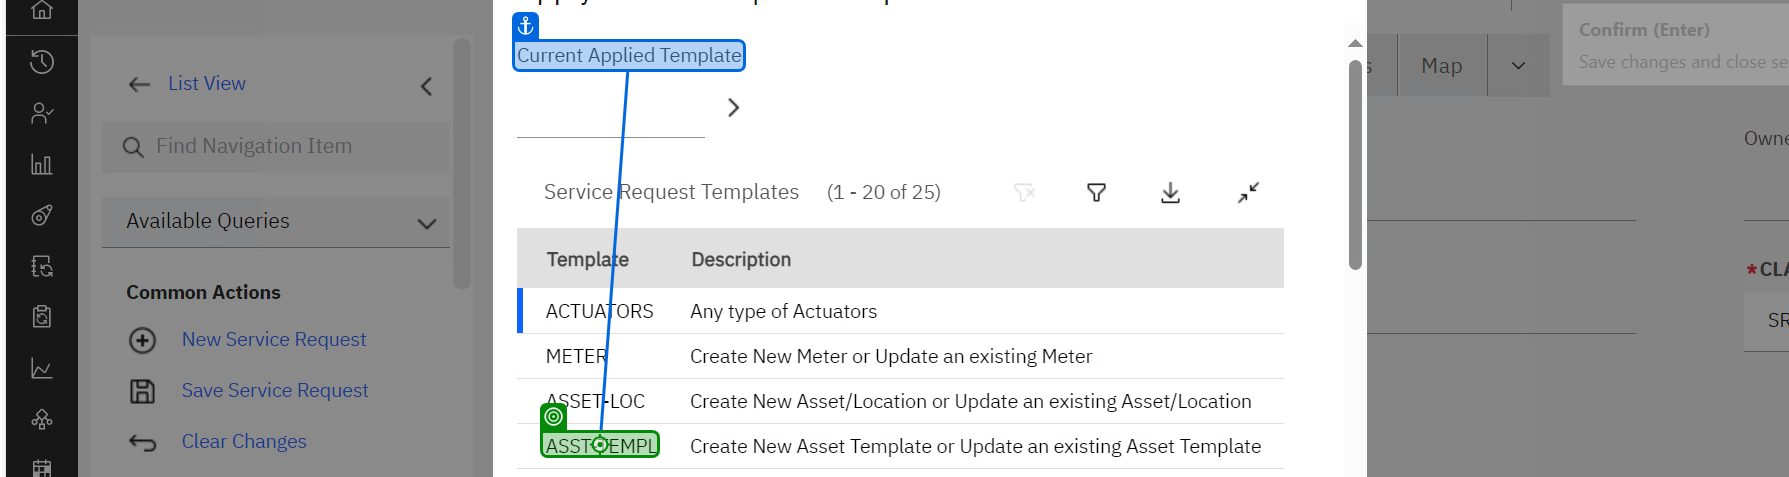 Current Applied Template
Confirm (Enter)
Save changes and close se
Map
List View
Find Navigation Item
Available Queries
Common Actions
New Service Request
Save Service Request
Clear Changes
Service Request Templates (1 - 20 of 25)
Template Description
ACTUATORS Any type of Actuators
METER Create New Meter or Update an existing Meter
ASSET-LOC Create New Asset/Location or Update an existing Asset/Location
ASST-TEMPL Create New Asset Template or Update an existing Asset Template
Owne
*CLA
SR